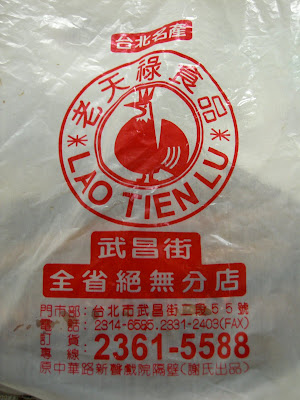 台北名產
老天祿食品
LAO TIEN LU
武昌街
全省絕無分店
門市部：台北市武昌街二段55號
電話：2314-6595.2331-2403(FAX)
訂貨專線：2361-5588
原中華路新聲戲院隔壁(謝氏出品)